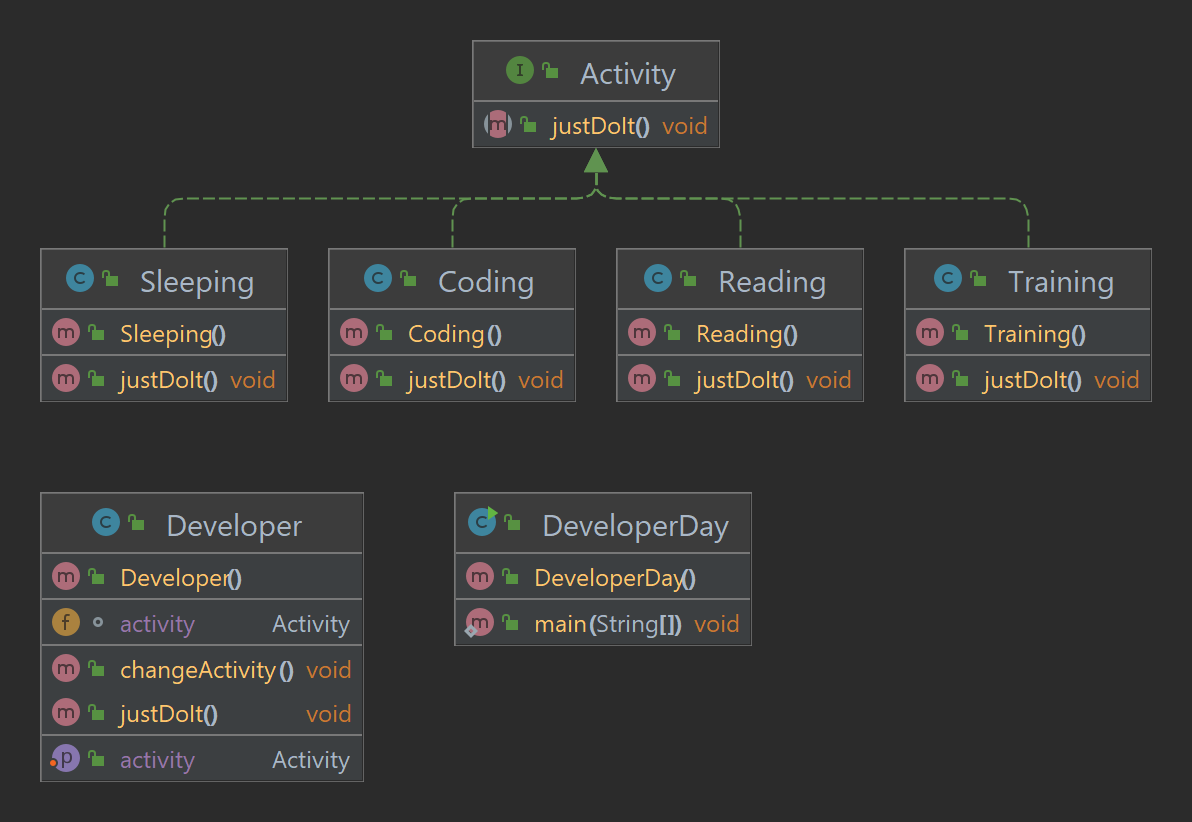 I Activity
m justDoIt() void
C Sleeping
m Sleeping()
m justDoIt() void
C Coding
m Coding()
m justDoIt() void
C Reading
m Reading()
m justDoIt() void
C Training
m Training()
m justDoIt() void
C Developer
m Developer()
f activity Activity
m changeActivity() void
m justDoIt() void
p activity Activity
C DeveloperDay
m DeveloperDay()
m main(String[]) void